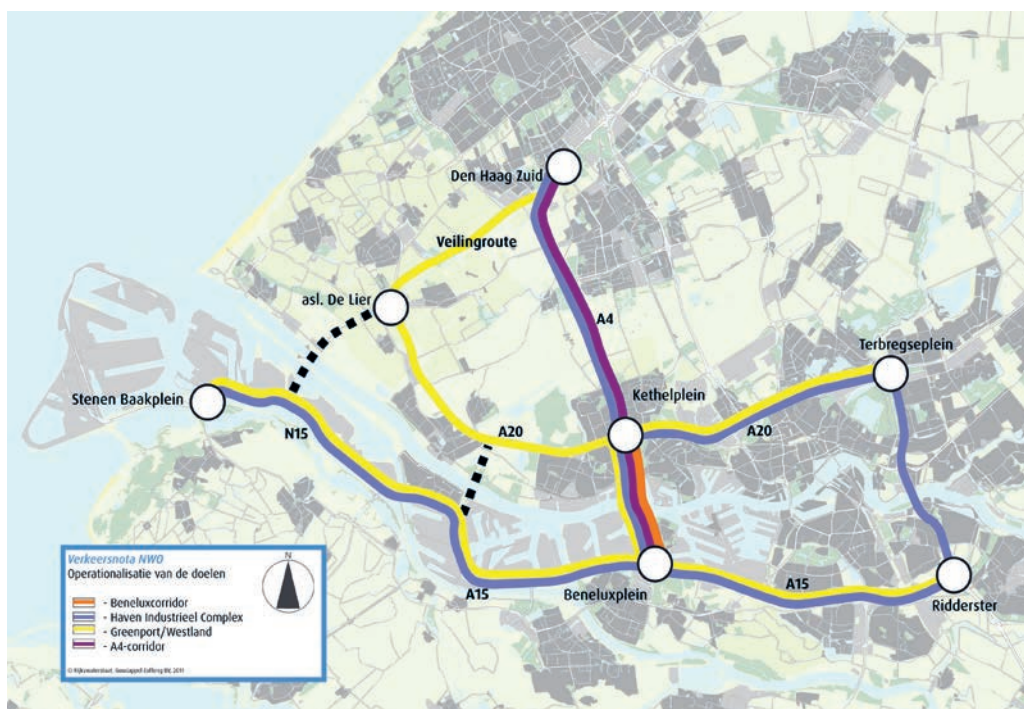 Den Haag Zuid
Veilingroute
asl. De Lier
A4
Terbregseplein
Stenen Baakplein
Kethelplein
N15
A20
A20
A15
Beneluxplein
A15
Ridderster
Verkeersnota NWO
Operationalisatie van de doelen
N
- Beneluxcorridor
- Haven Industrieel Complex
- Greenport/Westland
- A4-corridor